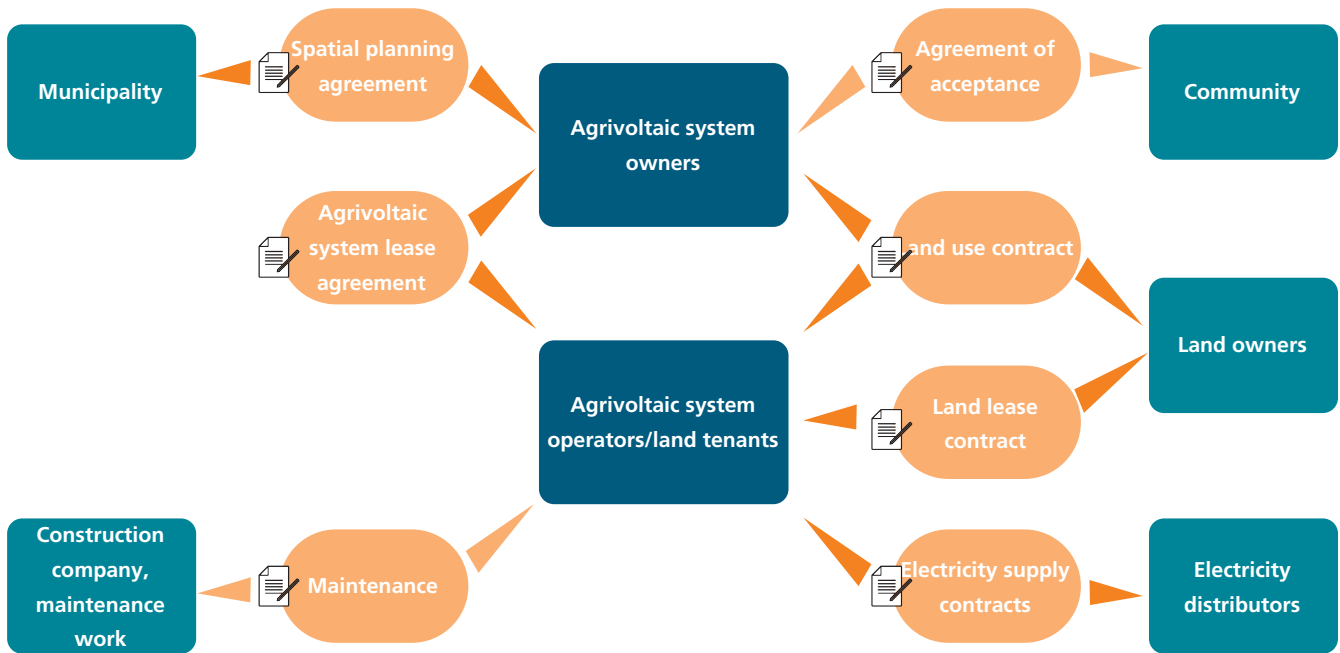 Municipality
Spatial planning
agreement
Agrivoltaic system
owners
Agreement of
acceptance
Community
Agrivoltaic
system lease
agreement
and use contract
Land owners
Agrivoltaic system
operators/land tenants
Land lease
contract
Construction
company,
maintenance
work
Maintenance
Electricity supply
contracts
Electricity
distributors